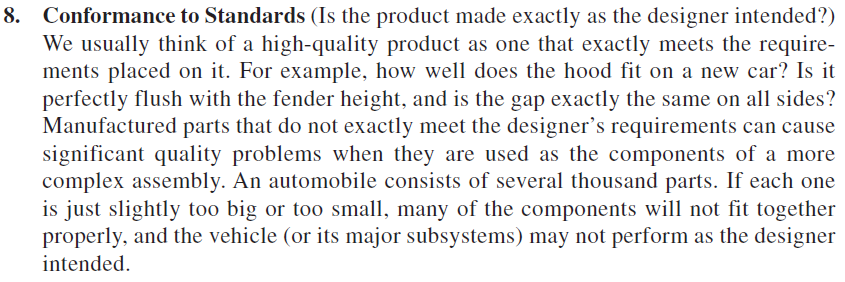 8. Conformance to Standards (Is the product made exactly as the designer intended?)
We usually think of a high-quality product as one that exactly meets the require-
ments placed on it. For example, how well does the hood fit on a new car? Is it
perfectly flush with the fender height, and is the gap exactly the same on all sides?
Manufactured parts that do not exactly meet the designer's requirements can cause
significant quality problems when they are used as the components of a more
complex assembly. An automobile consists of several thousand parts. If each one
is just slightly too big or too small, many of the components will not fit together
properly, and the vehicle (or its major subsystems) may not perform as the designer
intended.